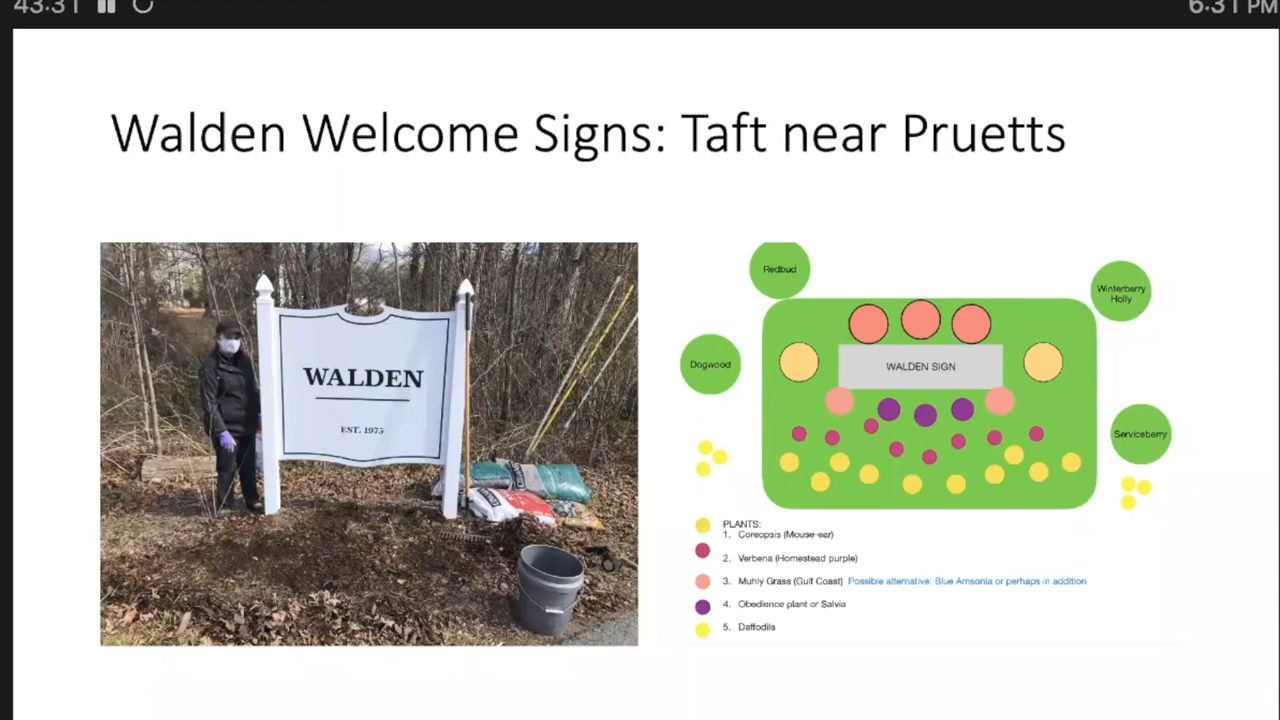 43:31
6:31 PM
Walden Welcome Signs: Taft near Pruetts
WALDEN
EST. 1975
Redbud
Winterberry
Holly
Dogwood
WALDEN SIGN
Serviceberry
PLANTS:
1. Coreopsis (Mouse-ear)
2. Verbena (Homestead purple)
3. Muhly Grass (Gulf Coast) Possible alternative: Blue Amsonia or perhaps in addition
4. Obedience plant or Salvia
5. Daffodils